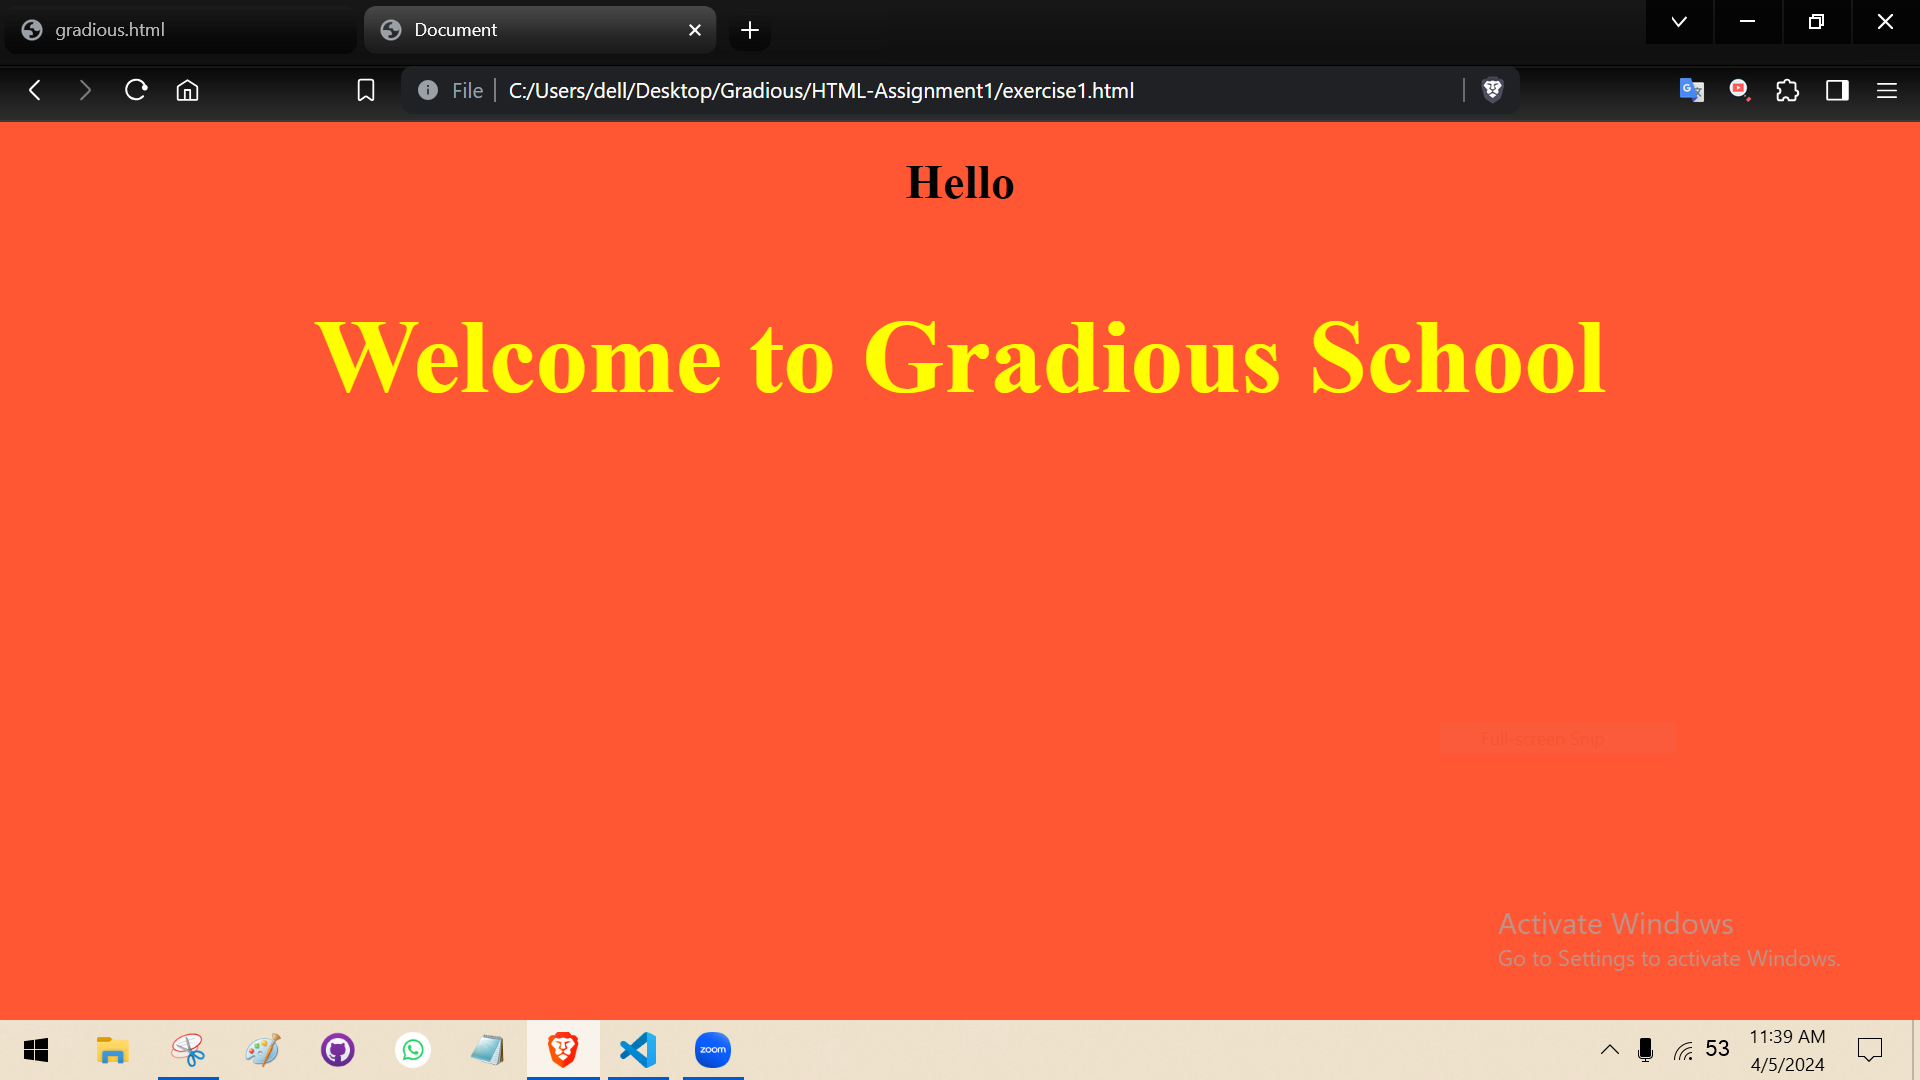 gradious.html
Document
File
C:/Users/dell/Desktop/Gradious/HTML-Assignment1/exercise1.html
Hello
Welcome to Gradious School
Full-screen Snip
Activate Windows
Go to Settings to activate Windows.
zoom
53
11:39 AM
4/5/2024